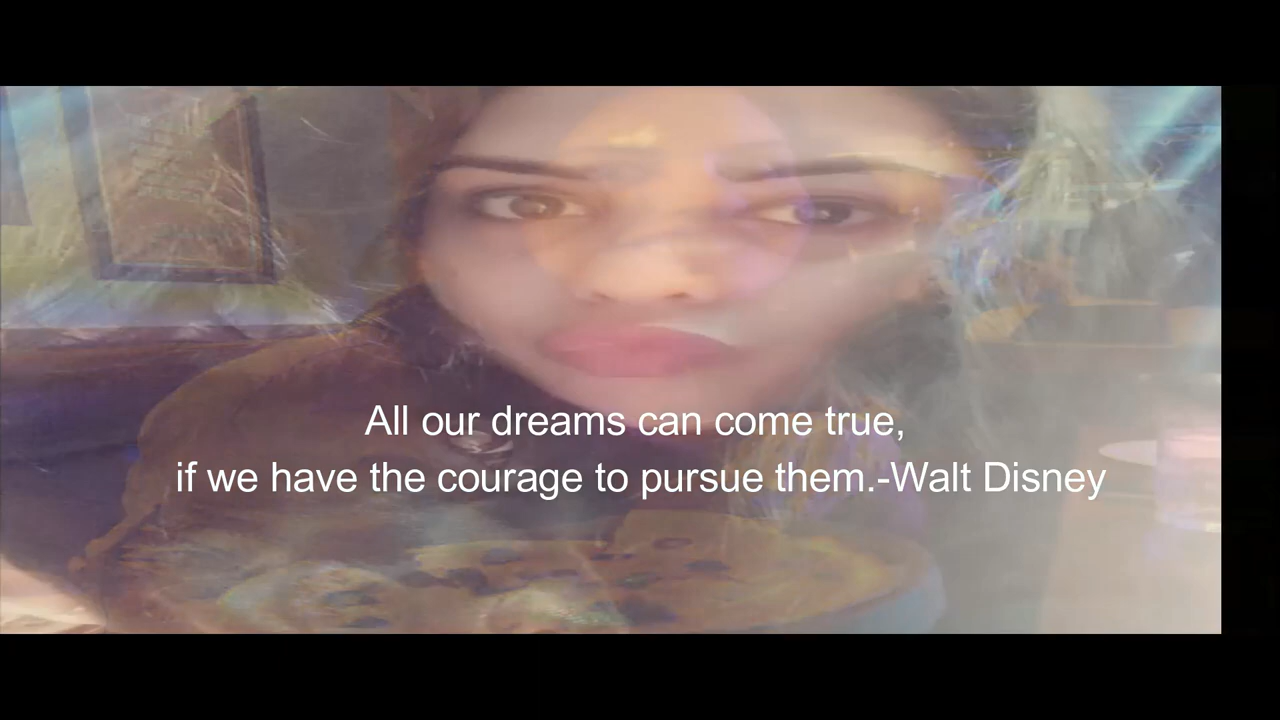 All our dreams can come true,
if we have the courage to pursue them.-Walt Disney